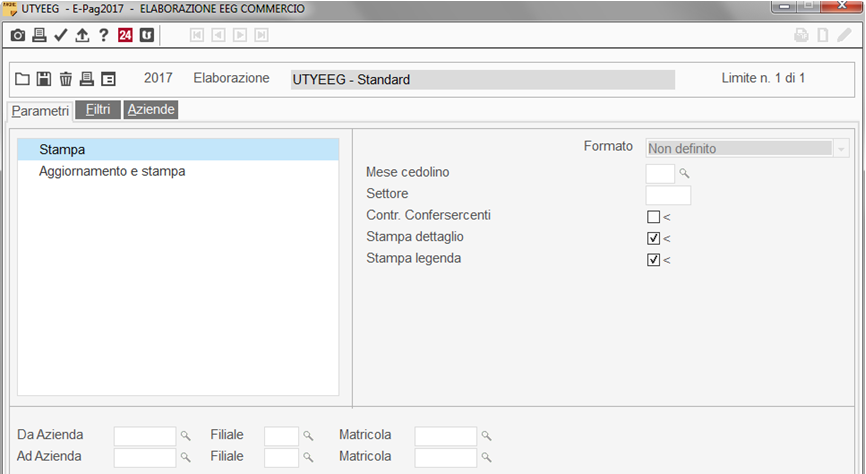 UTYEEG - E-Pag2017 - ELABORAZIONE EEG COMMERCIO
? 24
2017 Elaborazione UTYEEG - Standard Limite n. 1 di 1
Parametri Filtri Aziende
Stampa
Aggiornamento e stampa
Formato Non definito
Mese cedolino
Settore
Contr. Confersercenti <
Stampa dettaglio <
Stampa legenda <
Da Azienda Filiale Matricola
Ad Azienda Filiale Matricola